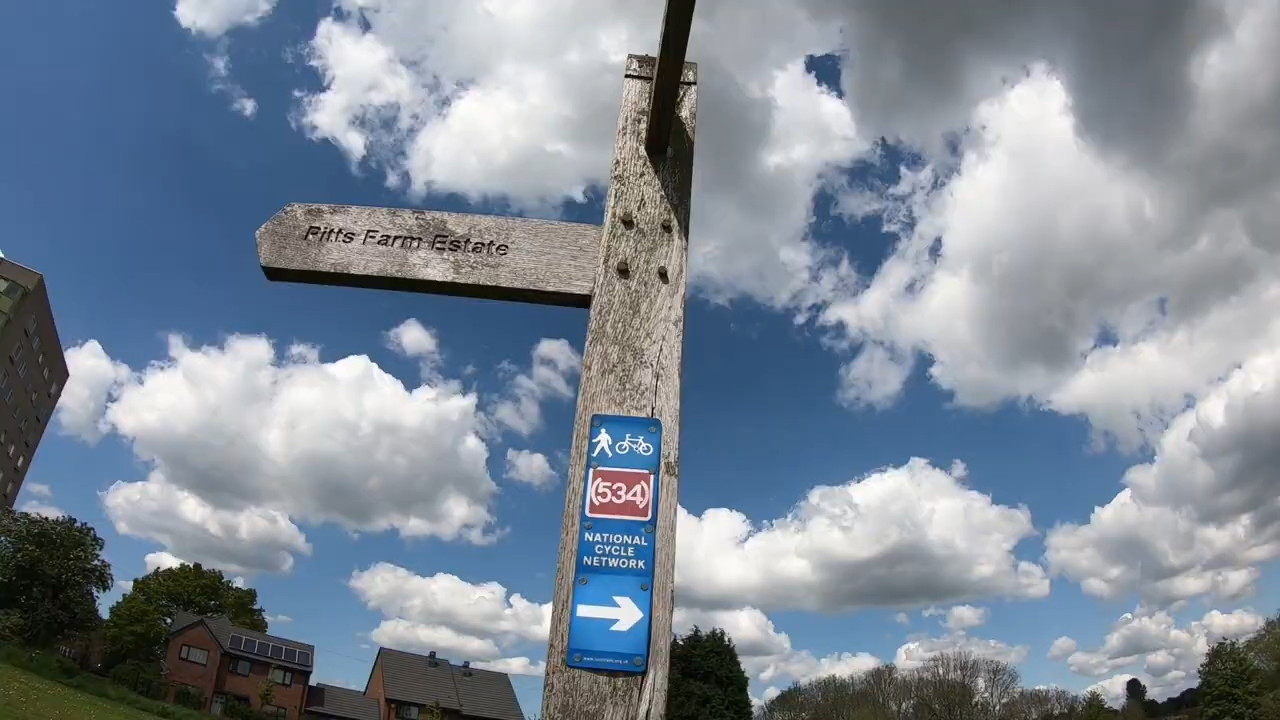 Pitts Farm Estate
(534)
NATIONAL
CYCLE
NETWORK